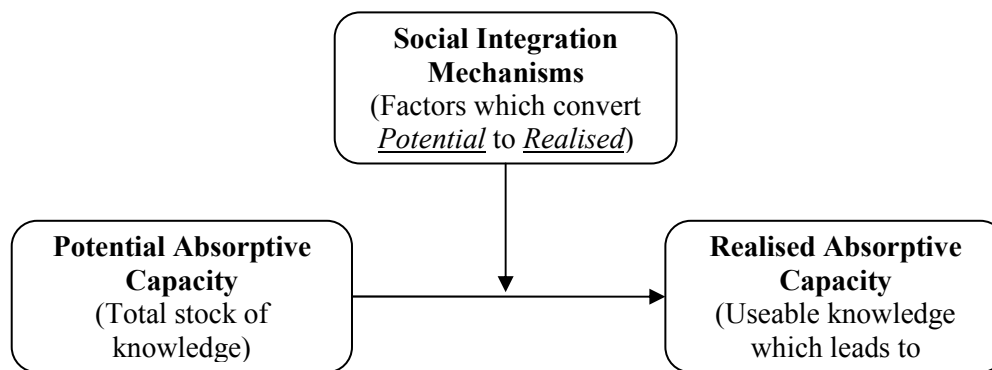 Social Integration
Mechanisms
(Factors which convert
Potential to Realised)
Potential Absorptive
Capacity
(Total stock of
knowledge)
Realised Absorptive
Capacity
(Useable knowledge
which leads to